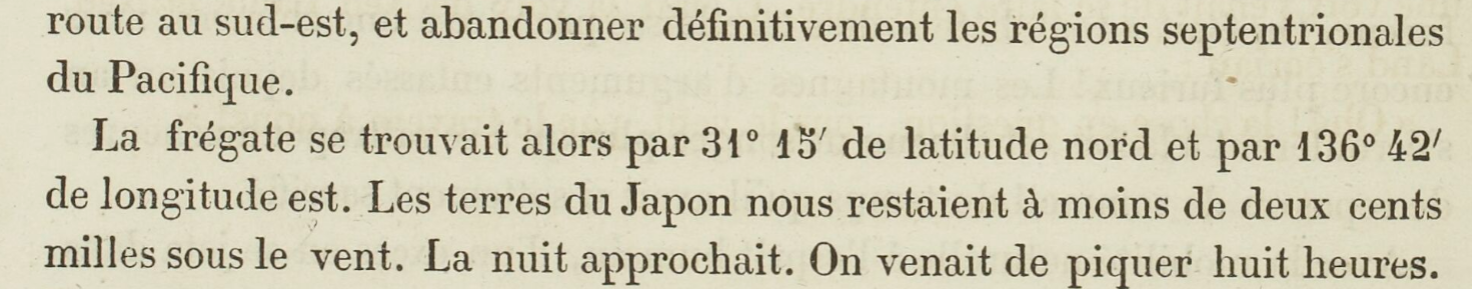 route au sud-est, et abandonner définitivement les régions septentrionales
du Pacifique.
La frégate se trouvait alors par 31° 15′ de latitude nord et par 136° 42′
de longitude est. Les terres du Japon nous restaient à moins de deux cents
milles sous le vent. La nuit approchait. On venait de piquer huit heures.